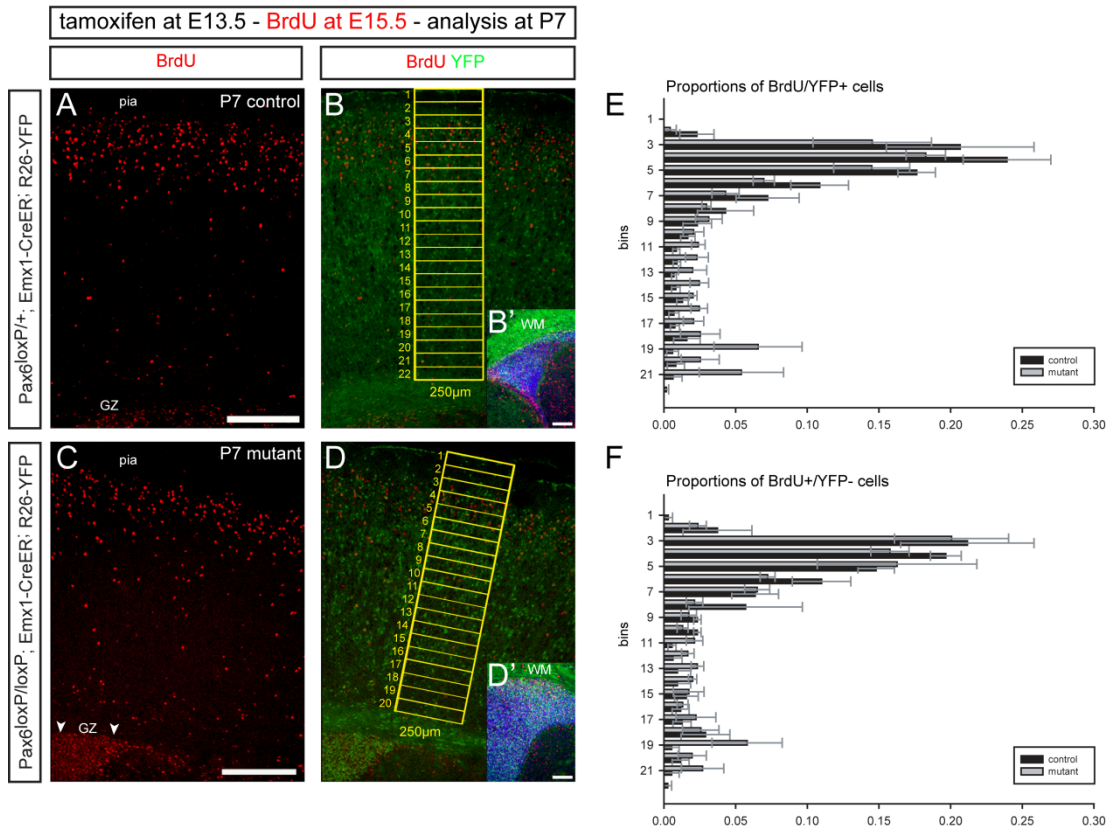 tamoxifen at E13.5 - BrdU at E15.5 - analysis at P7
BrdU
BrdU YFP
Pax6loxP/+; Emx1-CreER; R26-YFP
A
pia
P7 control
GZ
B
1
2
3
4
5
6
7
8
9
10
11
12
13
14
15
16
17
18
19
20
21
22
250µm
B'
WM
Pax6loxP/loxP; Emx1-CreER; R26-YFP
C
pia
P7 mutant
GZ
D
1
2
3
4
5
6
7
8
9
10
11
12
13
14
15
16
17
18
19
20
250µm
D'
WM
E
Proportions of BrdU/YFP+ cells
bins
1
3
5
7
9
11
13
15
17
19
21
control
mutant
0.00 0.05 0.10 0.15 0.20 0.25 0.30
F
Proportions of BrdU+/YFP- cells
bins
1
3
5
7
9
11
13
15
17
19
21
control
mutant
0.00 0.05 0.10 0.15 0.20 0.25 0.30